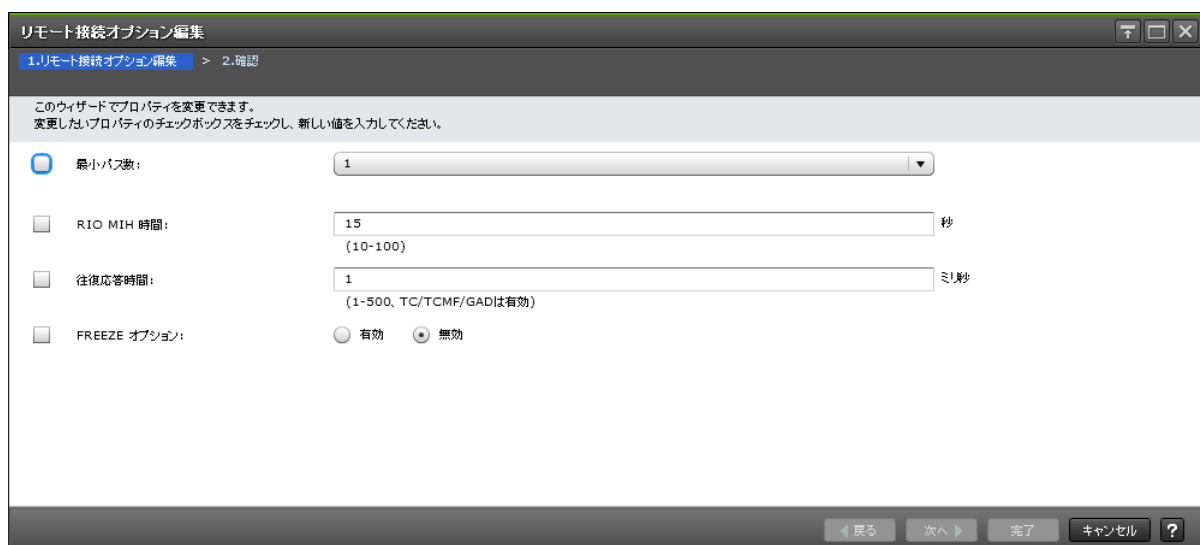 リモート接続オプション編集
1.リモート接続オプション編集 > 2.確認
このウィザードでプロパティを変更できます。
変更したいプロパティのチェックボックスをチェックし、新しい値を入力してください。
最小パス数: 1
RIO MIH 時間: 15 秒
(10-100)
往復応答時間: 1 ミリ秒
(1-500、TC/TCMF/GADは有効)
FREEZE オプション: 有効 無効
戻る 次へ 完了 キャンセル ?